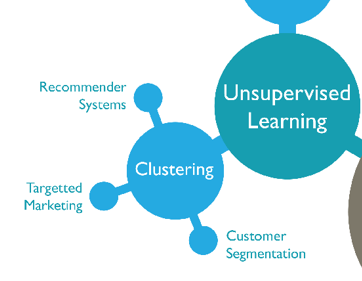 Recommender
Systems
Unsupervised
Learning
Clustering
Targetted
Marketing
Customer
Segmentation